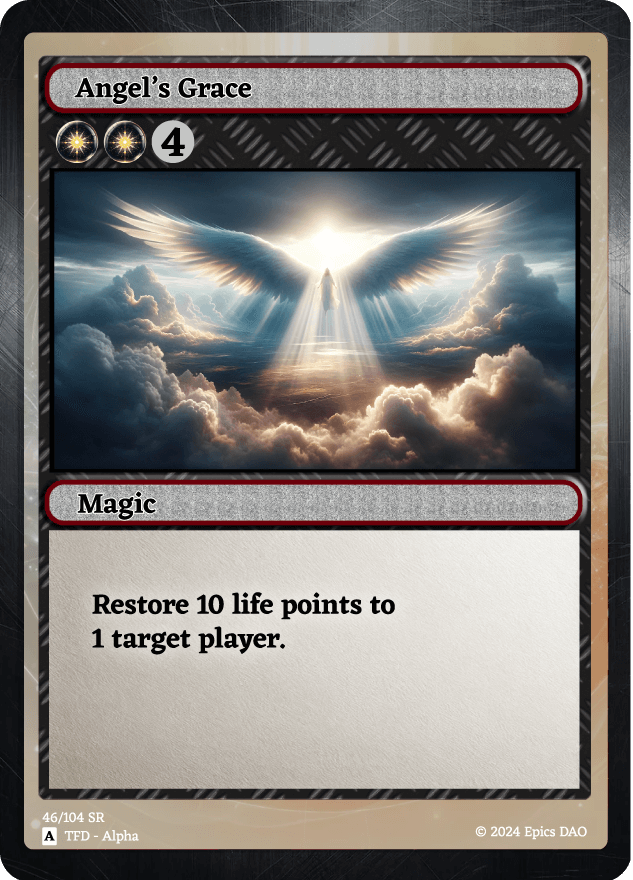 Angel's Grace
4
Magic
Restore 10 life points to
1 target player.
46/104 SR
A TFD - Alpha
© 2024 Epics DAO